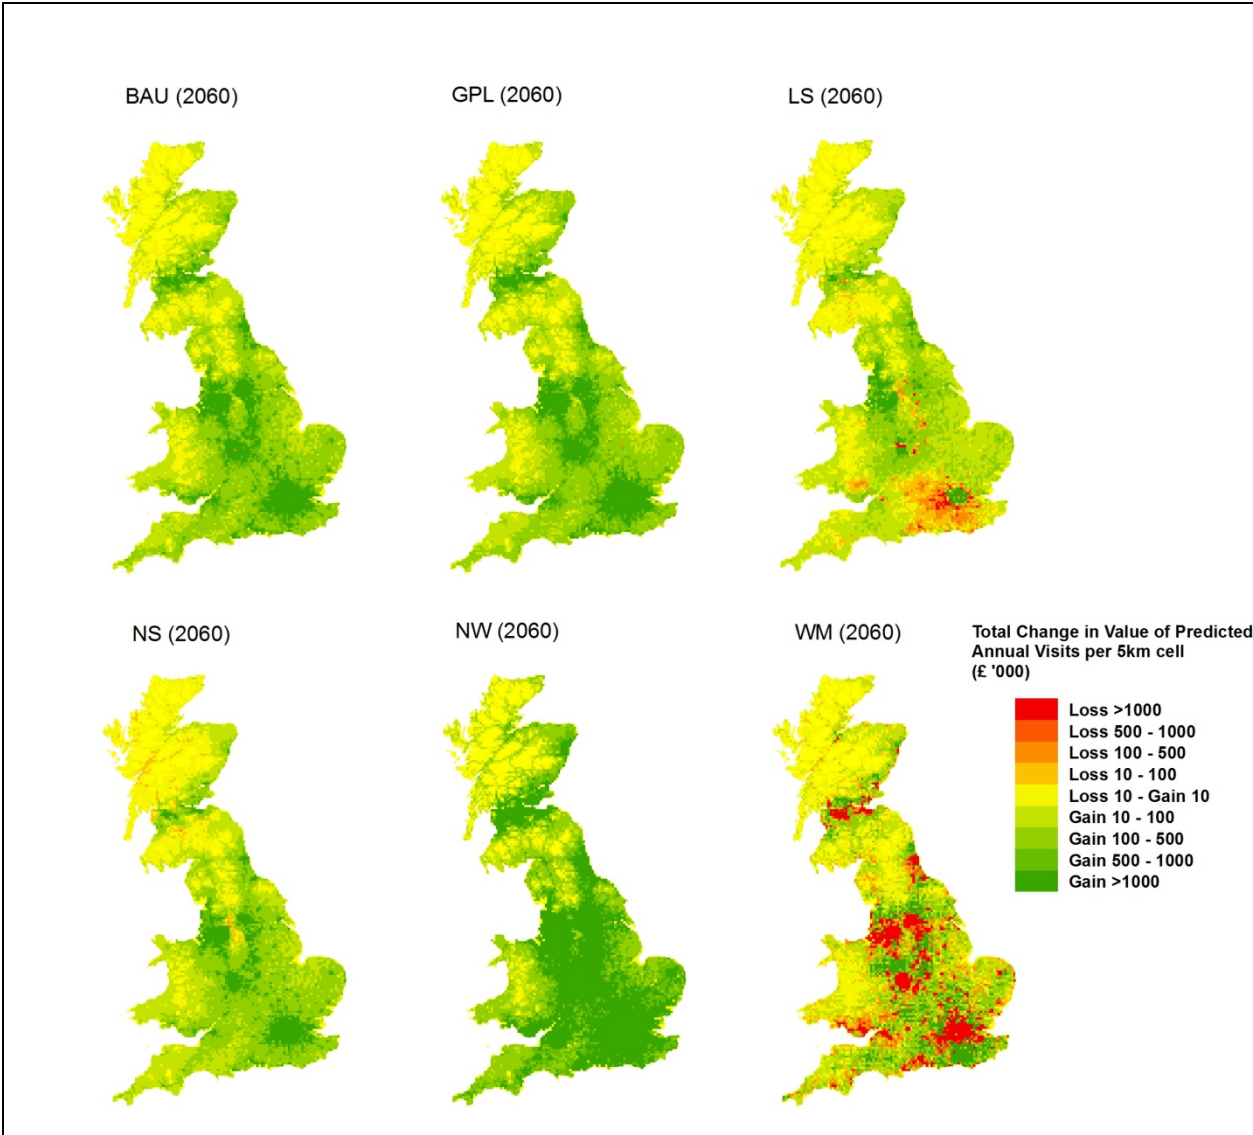 BAU (2060)
GPL (2060)
LS (2060)
NS (2060)
NW (2060)
WM (2060)
Total Change in Value of Predicted
Annual Visits per 5km cell
(£ '000)
Loss >1000
Loss 500 - 1000
Loss 100 - 500
Loss 10 - 100
Loss 10 - Gain 10
Gain 10 - 100
Gain 100 - 500
Gain 500 - 1000
Gain >1000